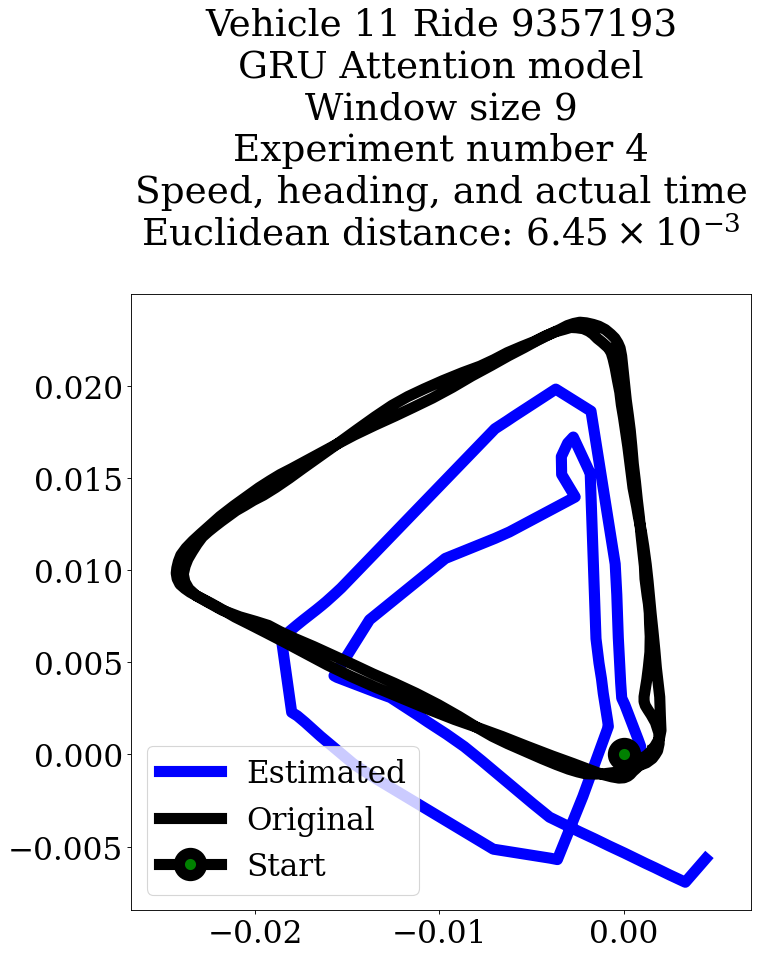 Vehicle 11 Ride 9357193
GRU Attention model
Window size 9
Experiment number 4
Speed, heading, and actual time
Euclidean distance: 6.45 × 10⁻³
0.020
0.015
0.010
0.005
0.000
−0.005
Estimated
Original
Start
−0.02 −0.01 0.00